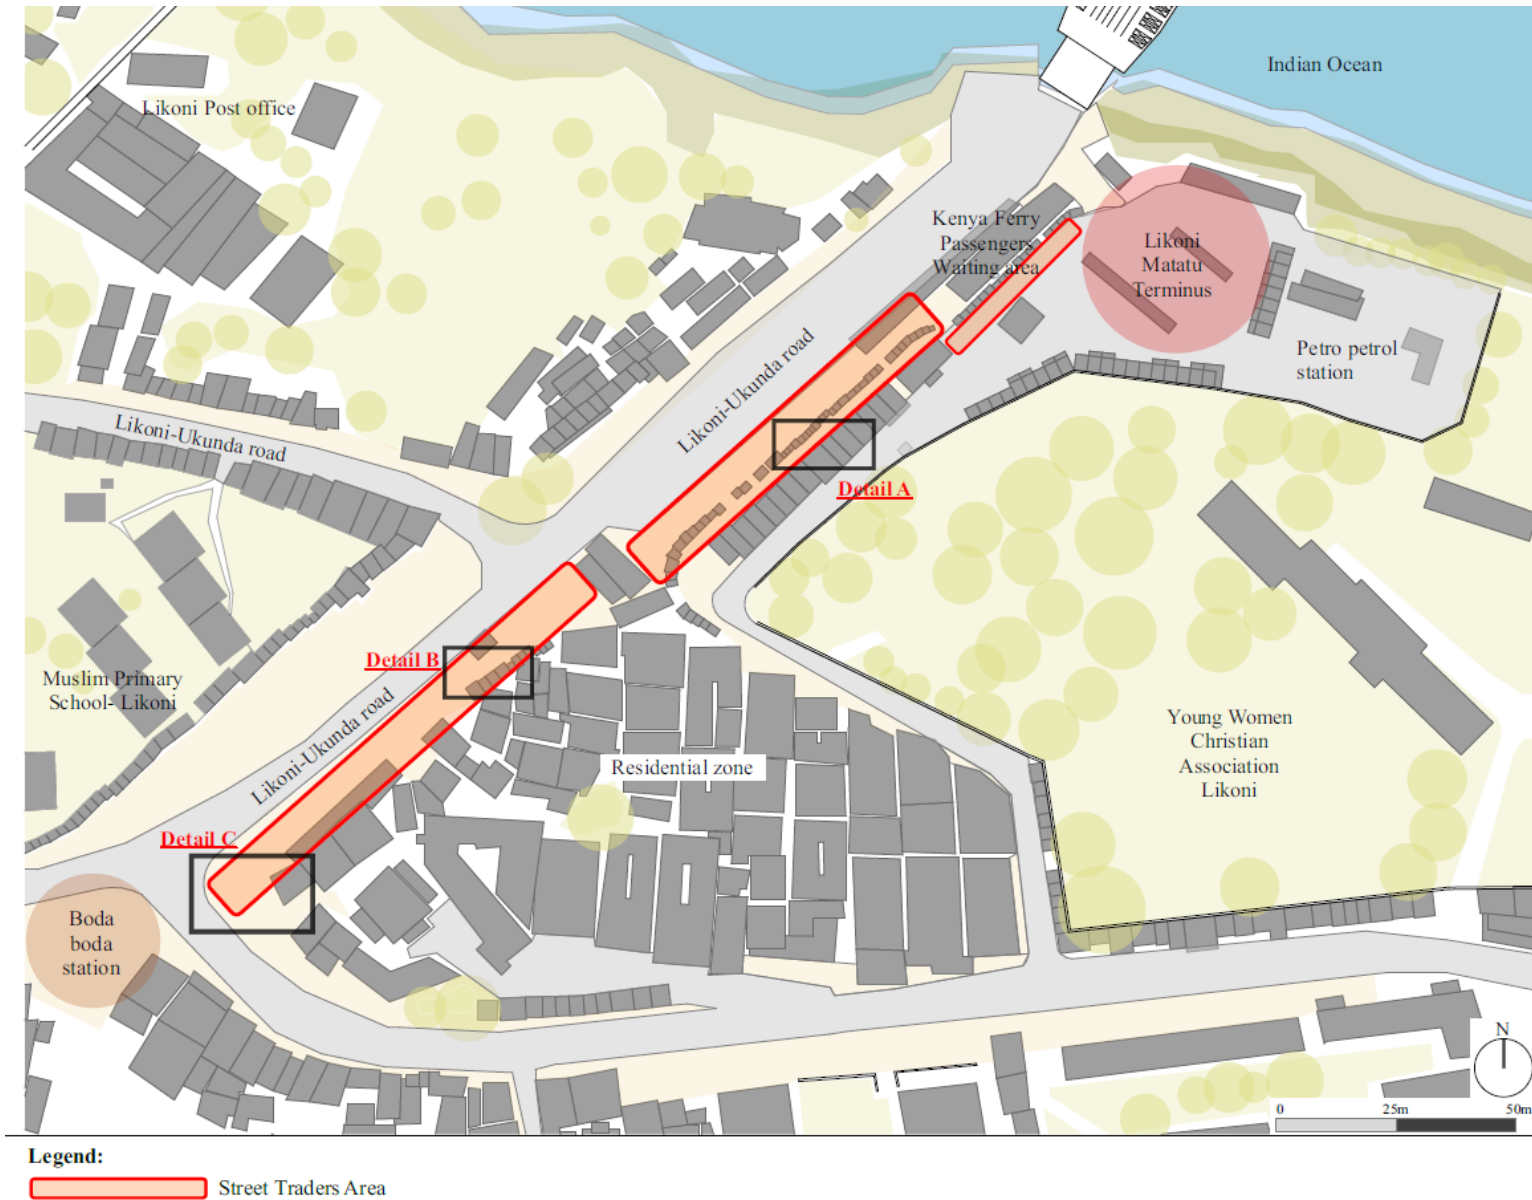 Indian Ocean
Likoni Post office
Kenya Ferry
Passengers
Waiting area
Likoni
Matatu
Terminus
Petro petrol
station
Likoni-Ukunda road
Likoni-Ukunda road
Detail A
Detail B
Muslim Primary
School- Likoni
Likoni-Ukunda road
Young Women
Christian
Association
Likoni
Residential zone
Detail C
Boda
boda
station
N
0 25m 50m
Legend:
Street Traders Area